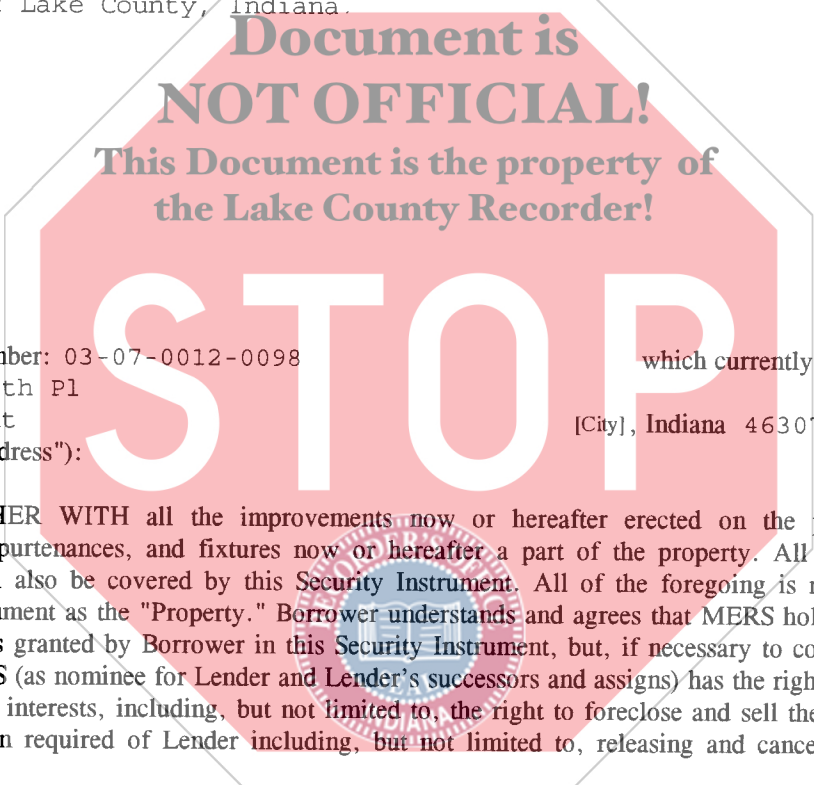 Lake County, Indiana.
Document is
NOT OFFICIAL!
This Document is the property of
the Lake County Recorder!
STOP
nber: 03-07-0012-0098 which currently
th Pl
t [City], Indiana 46307
dress"):
HER WITH all the improvements now or hereafter erected on the
purtenances, and fixtures now or hereafter a part of the property. All
also be covered by this Security Instrument. All of the foregoing is
ument as the "Property." Borrower understands and agrees that MERS hol
s granted by Borrower in this Security Instrument, but, if necessary to co
S (as nominee for Lender and Lender's successors and assigns) has the righ
interests, including, but not limited to, the right to foreclose and sell the
n required of Lender including, but not limited to, releasing and cance